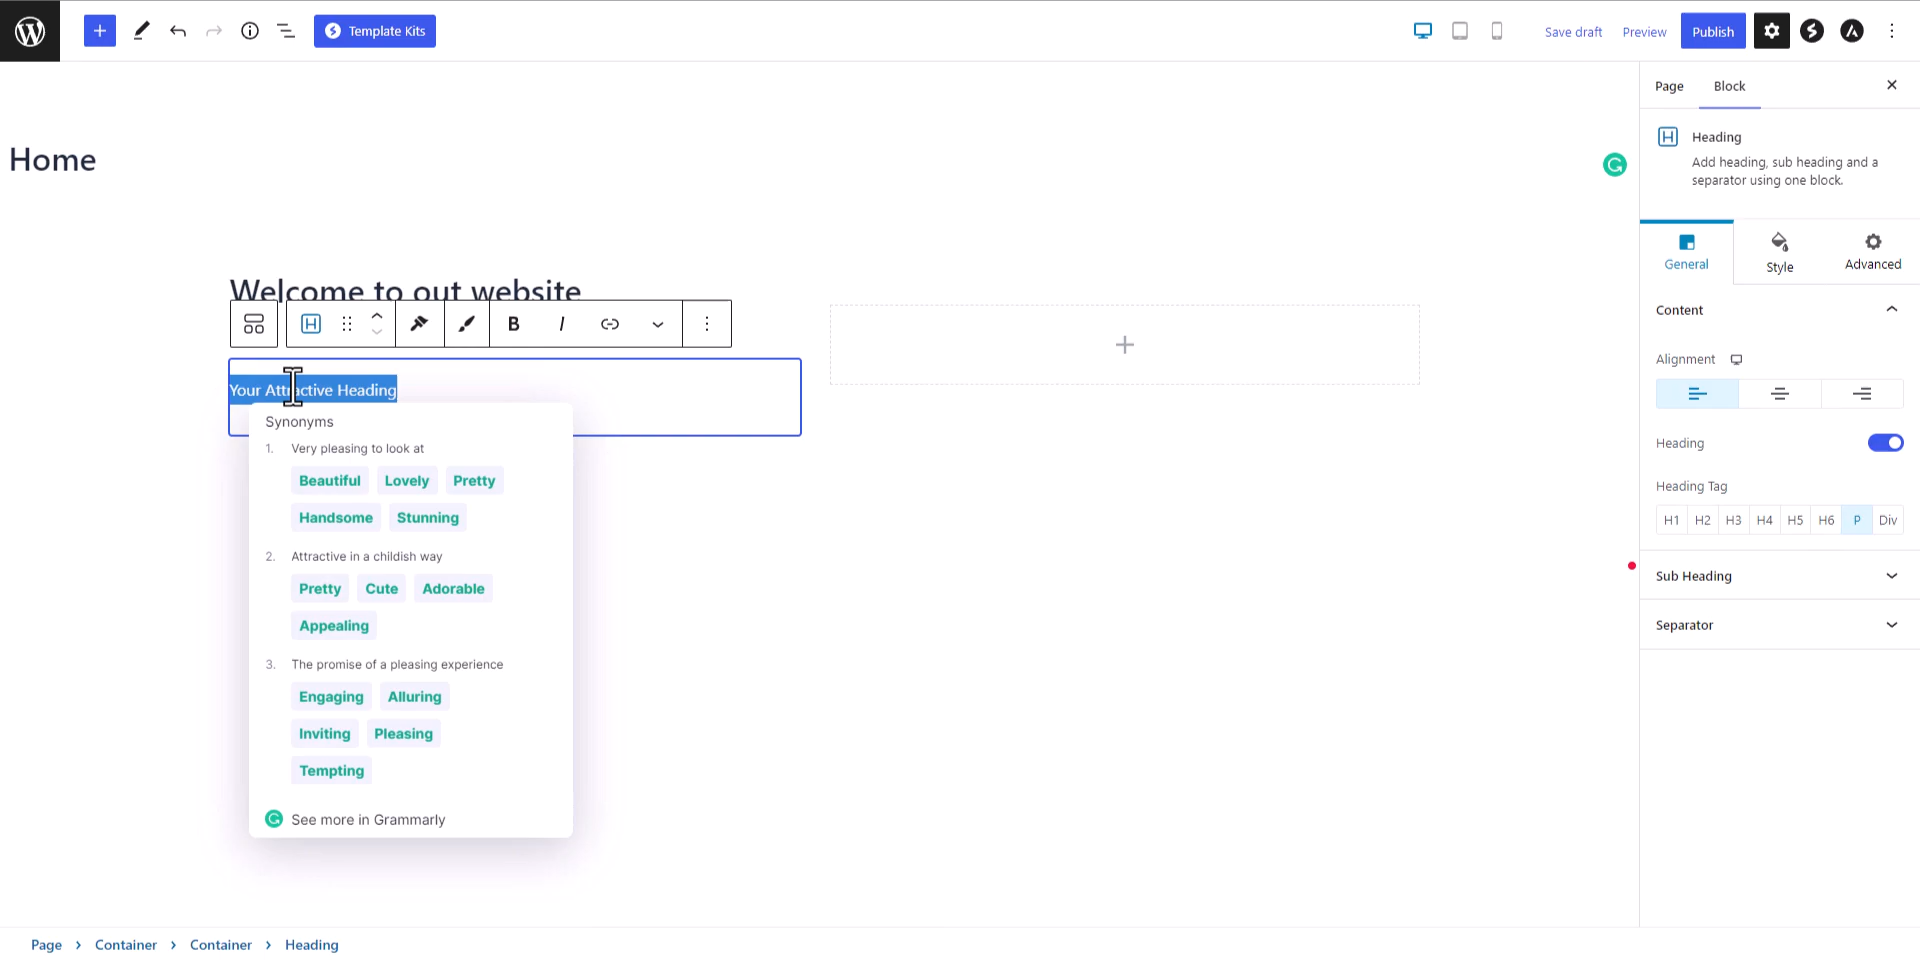 Template Kits
Save draft
Preview
Publish
Page
Block
Home
Heading
Add heading, sub heading and a
separator using one block.
General
Style
Advanced
Welcome to out website
B I
Content
Your Attractive Heading
Alignment
Synonyms
1. Very pleasing to look at
Beautiful Lovely Pretty
Handsome Stunning
2. Attractive in a childish way
Pretty Cute Adorable
Appealing
3. The promise of a pleasing experience
Engaging Alluring
Inviting Pleasing
Tempting
See more in Grammarly
Heading
Heading Tag
H1 H2 H3 H4 H5 H6 P Div
Sub Heading
Separator
Page > Container > Container > Heading